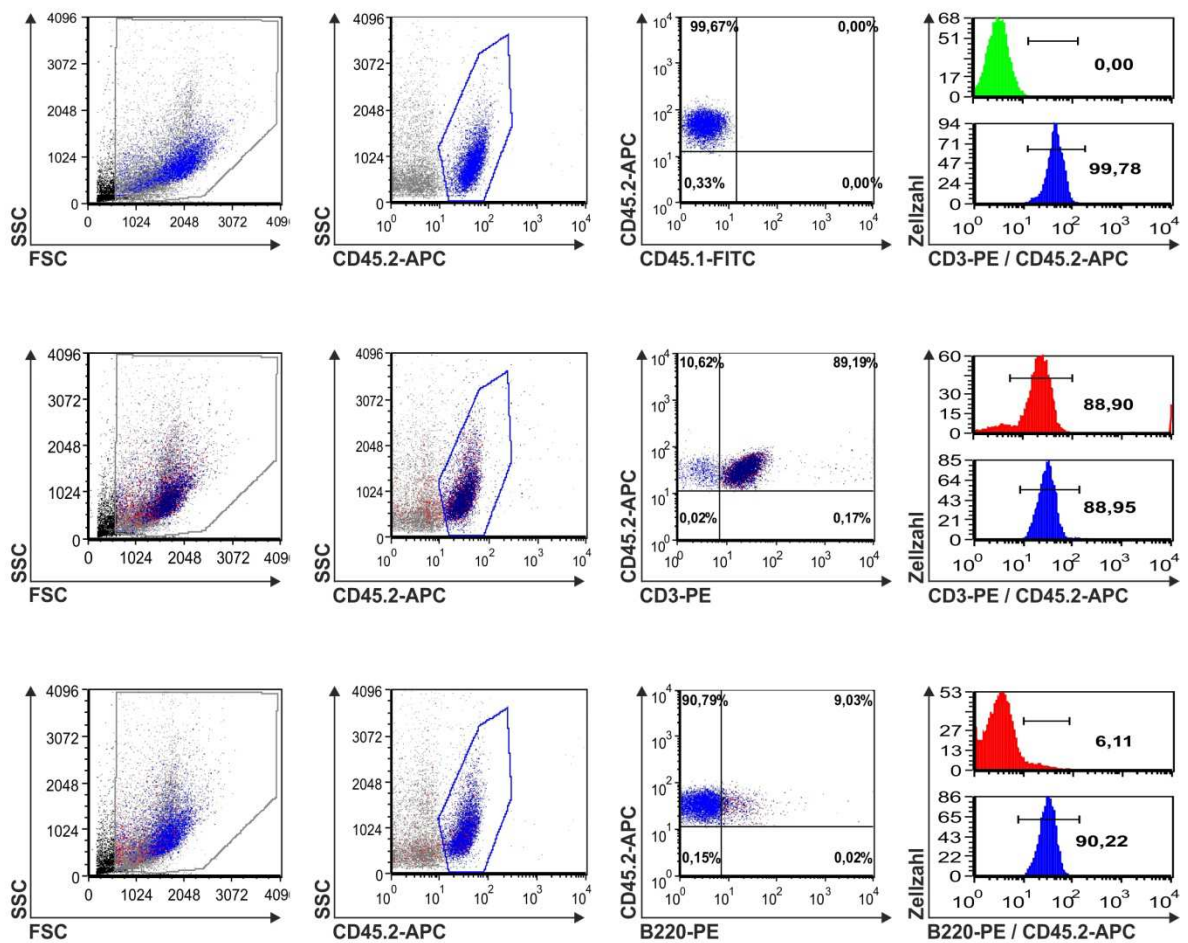 4096
3072
2048
1024
0
0 1024 2048 3072 409
SSC
FSC
4096
3072
2048
1024
0
10⁰ 10¹ 10² 10³ 10⁴
SSC
CD45.2-APC
99,67% 0,00%
0,33% 0,00%
10⁴
10³
10²
10¹
10⁰
10⁰ 10¹ 10² 10³ 10⁴
CD45.2-APC
CD45.1-FITC
68
51
34
17
0
0,00
94
71
47
24
0
99,78
10⁰ 10¹ 10² 10³ 10⁴
Zellzahl
CD3-PE / CD45.2-APC
4096
3072
2048
1024
0
0 1024 2048 3072 409
SSC
FSC
4096
3072
2048
1024
0
10⁰ 10¹ 10² 10³ 10⁴
SSC
CD45.2-APC
10,62% 89,19%
0,02% 0,17%
10⁴
10³
10²
10¹
10⁰
10⁰ 10¹ 10² 10³ 10⁴
CD45.2-APC
CD3-PE
60
45
30
15
0
88,90
85
64
42
21
0
88,95
10⁰ 10¹ 10² 10³ 10⁴
Zellzahl
CD3-PE / CD45.2-APC
4096
3072
2048
1024
0
0 1024 2048 3072 409
SSC
FSC
4096
3072
2048
1024
0
10⁰ 10¹ 10² 10³ 10⁴
SSC
CD45.2-APC
90,79% 9,03%
0,15% 0,02%
10⁴
10³
10²
10¹
10⁰
10⁰ 10¹ 10² 10³ 10⁴
CD45.2-APC
B220-PE
53
40
27
13
0
6,11
86
65
43
22
0
90,22
10⁰ 10¹ 10² 10³ 10⁴
Zellzahl
B220-PE / CD45.2-APC